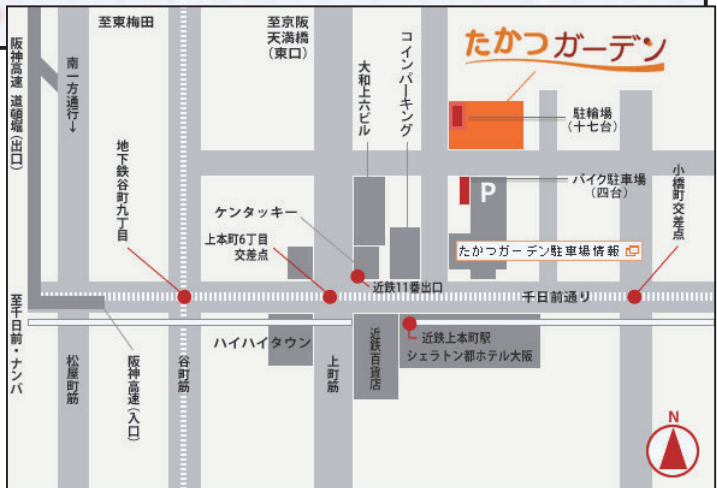 至東梅田
至京阪
天満橋
(東口)
コインパーキング
たかつガーデン
阪神高速 道頓堀(出口)
南一方通行→
大和上六ビル
駐輪場
(十七台)
地下鉄谷町九丁目
小橋町交差点
P
バイク駐車場
(四台)
ケンタッキー
上本町6丁目
交差点
たかつガーデン駐車場情報
近鉄11番出口
千日前通り
至千日前・ナンバ
ハイハイタウン
近鉄上本町駅
シェラトン都ホテル大阪
松屋町筋
阪神高速(入口)
谷町筋
上町筋
近鉄百貨店
N